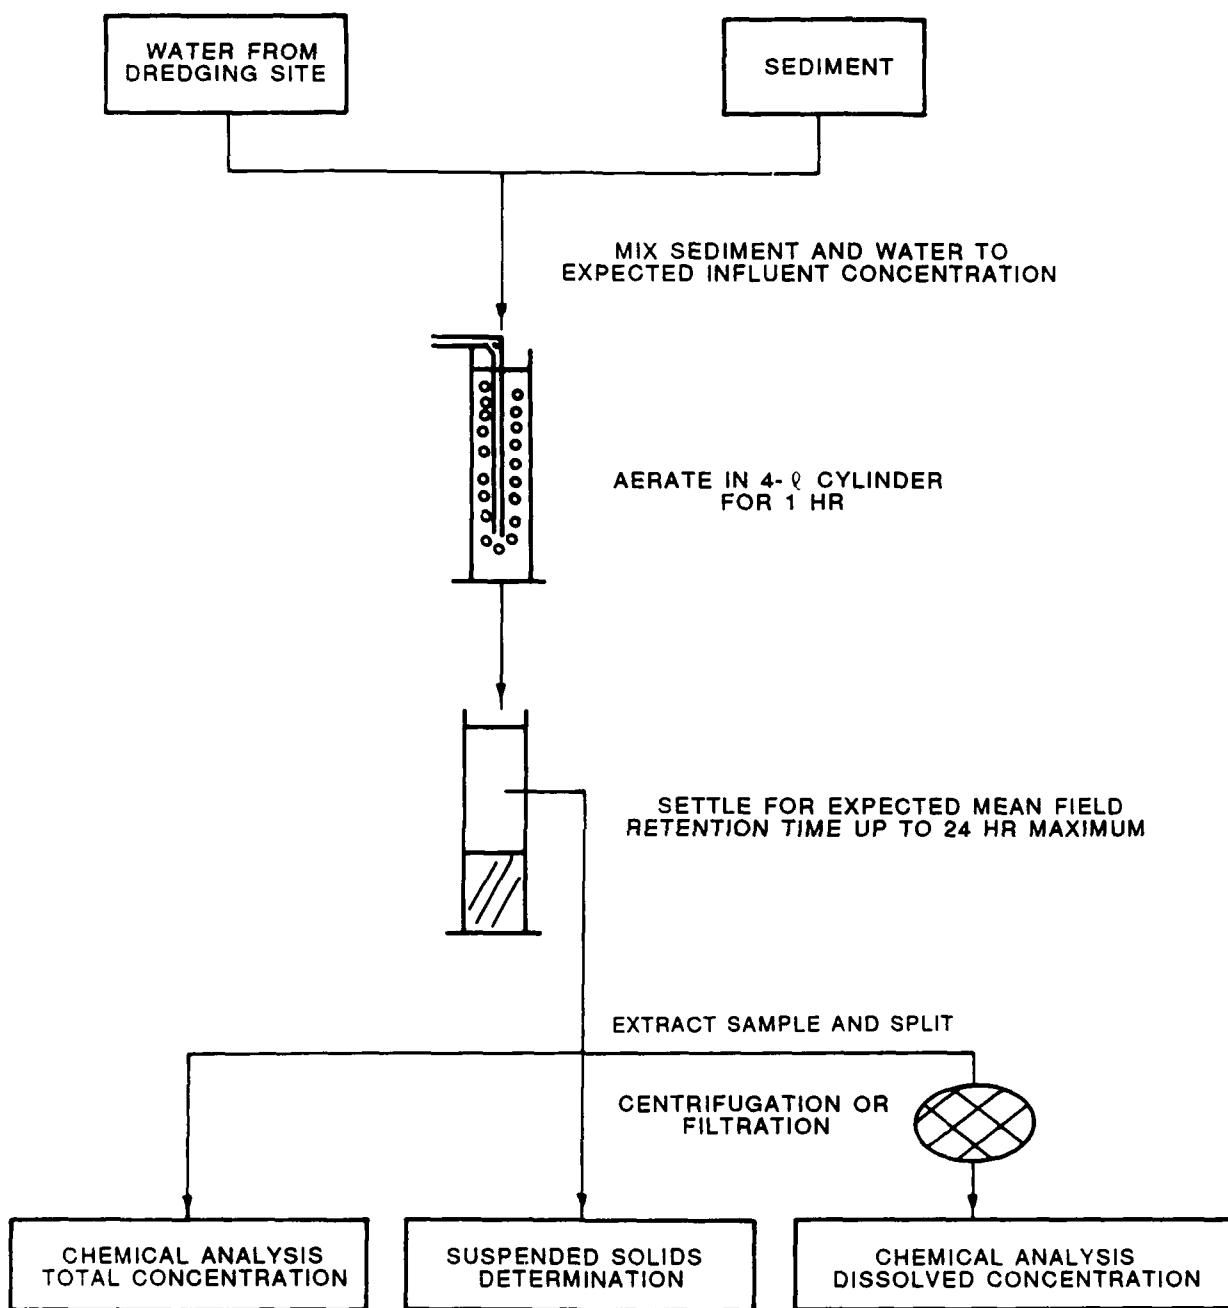 WATER FROM
DREDGING SITE
SEDIMENT
MIX SEDIMENT AND WATER TO
EXPECTED INFLUENT CONCENTRATION
AERATE IN 4-ℓ CYLINDER
FOR 1 HR
SETTLE FOR EXPECTED MEAN FIELD
RETENTION TIME UP TO 24 HR MAXIMUM
EXTRACT SAMPLE AND SPLIT
CENTRIFUGATION OR
FILTRATION
CHEMICAL ANALYSIS
TOTAL CONCENTRATION
SUSPENDED SOLIDS
DETERMINATION
CHEMICAL ANALYSIS
DISSOLVED CONCENTRATION